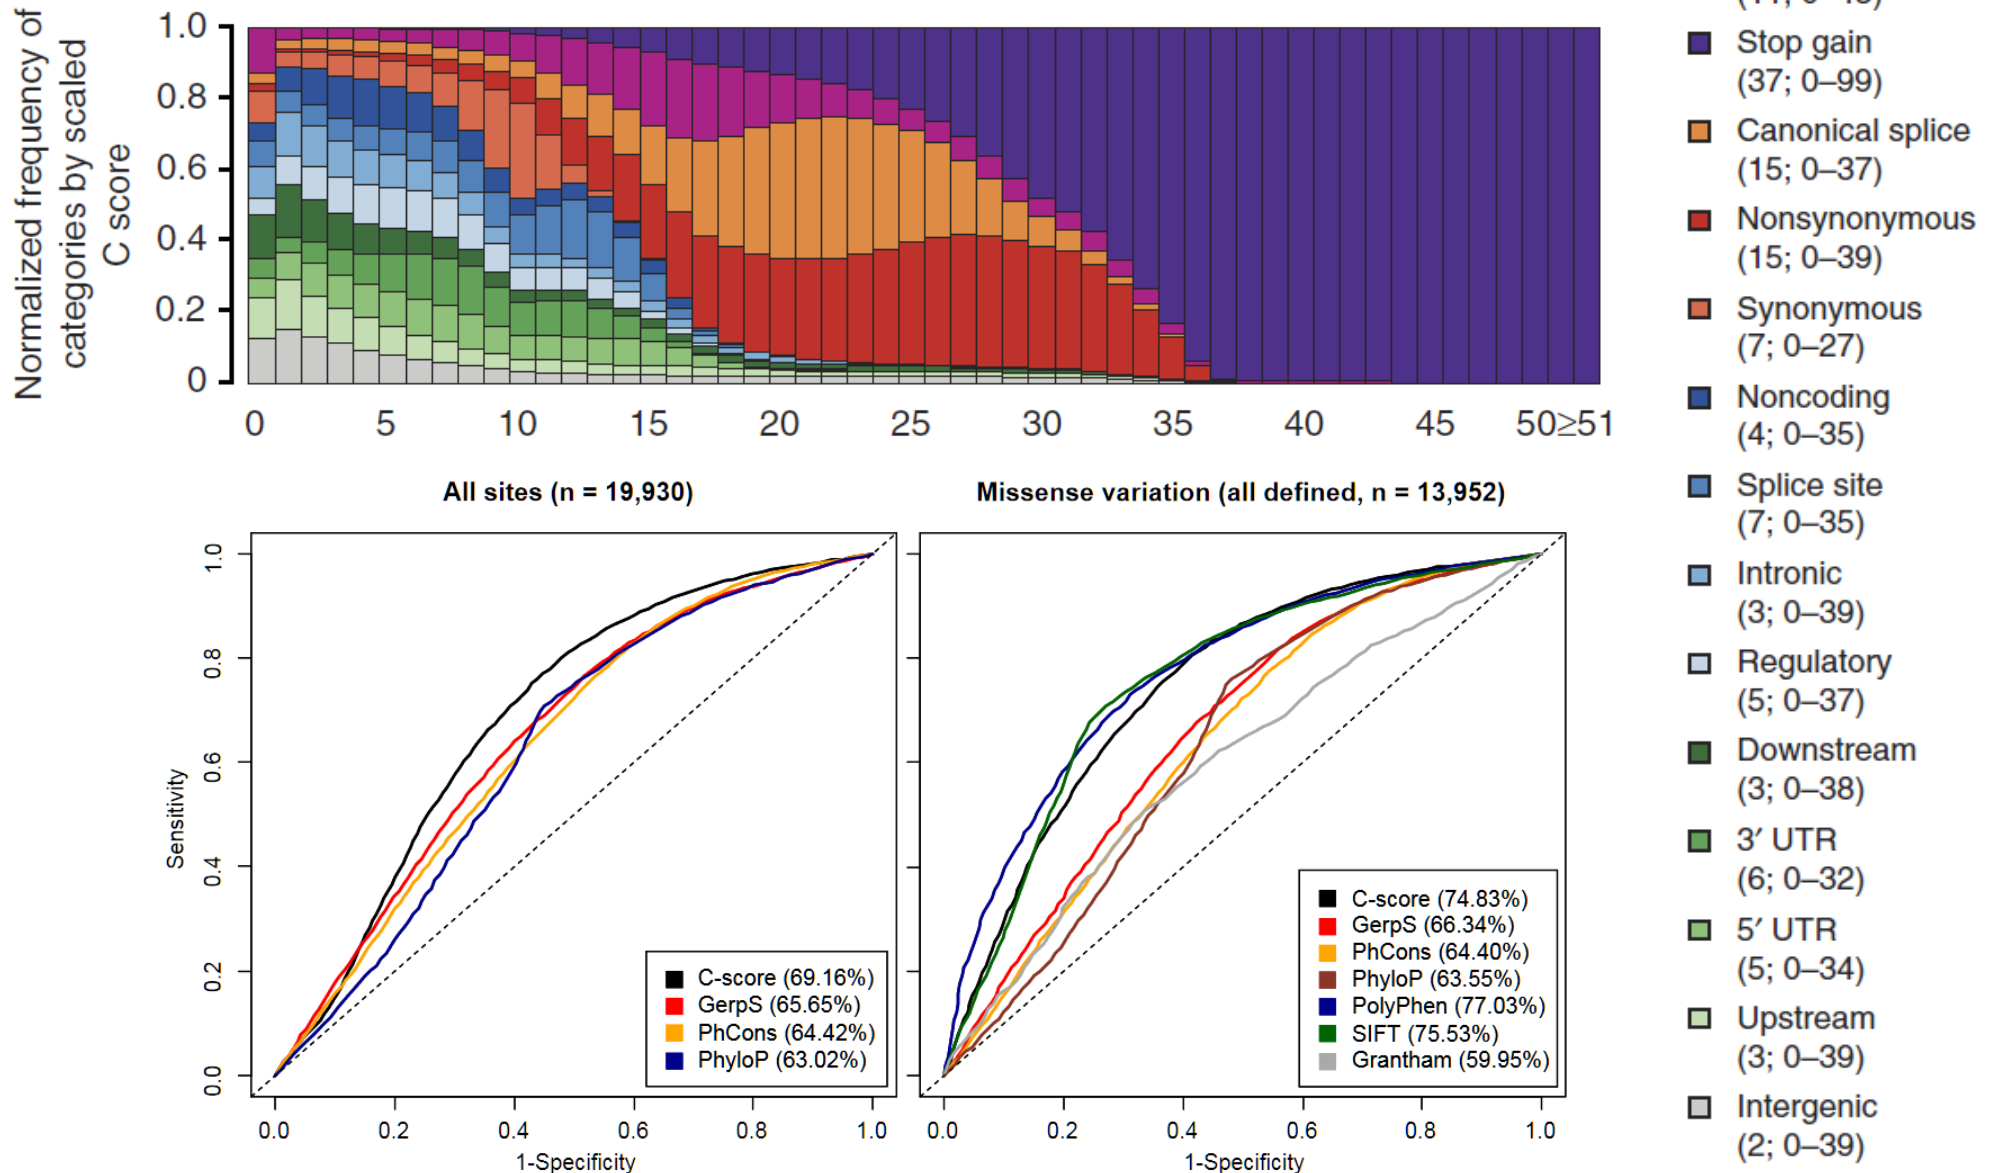 Normalized frequency of
categories by scaled
C score
1.0
0.8
0.6
0.4
0.2
0
0 5 10 15 20 25 30 35 40 45 50 ≥51
Stop gain
(37; 0–99)
Canonical splice
(15; 0–37)
Nonsynonymous
(15; 0–39)
Synonymous
(7; 0–27)
Noncoding
(4; 0–35)
Splice site
(7; 0–35)
Intronic
(3; 0–39)
Regulatory
(5; 0–37)
Downstream
(3; 0–38)
3′ UTR
(6; 0–32)
5′ UTR
(5; 0–34)
Upstream
(3; 0–39)
Intergenic
(2; 0–39)
All sites (n = 19,930)
Sensitivity
1.0
0.8
0.6
0.4
0.2
0.0
C-score (69.16%)
GerpS (65.65%)
PhCons (64.42%)
PhyloP (63.02%)
0.0 0.2 0.4 0.6 0.8 1.0
1-Specificity
Missense variation (all defined, n = 13,952)
C-score (74.83%)
GerpS (66.34%)
PhCons (64.40%)
PhyloP (63.55%)
PolyPhen (77.03%)
SIFT (75.53%)
Grantham (59.95%)
0.0 0.2 0.4 0.6 0.8 1.0
1-Specificity